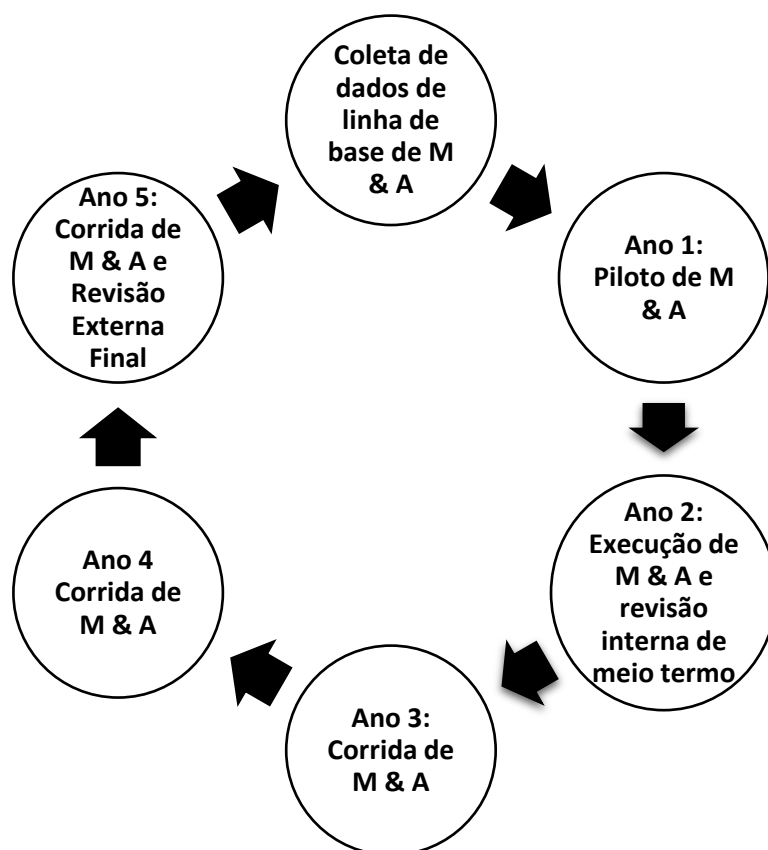 Coleta de
dados de
linha de
base de M
& A
Ano 1:
Piloto de M
& A
Ano 2:
Execução de
M & A e
revisão
interna de
meio termo
Ano 3:
Corrida de
M & A
Ano 4
Corrida de
M & A
Ano 5:
Corrida de
M & A e
Revisão
Externa
Final